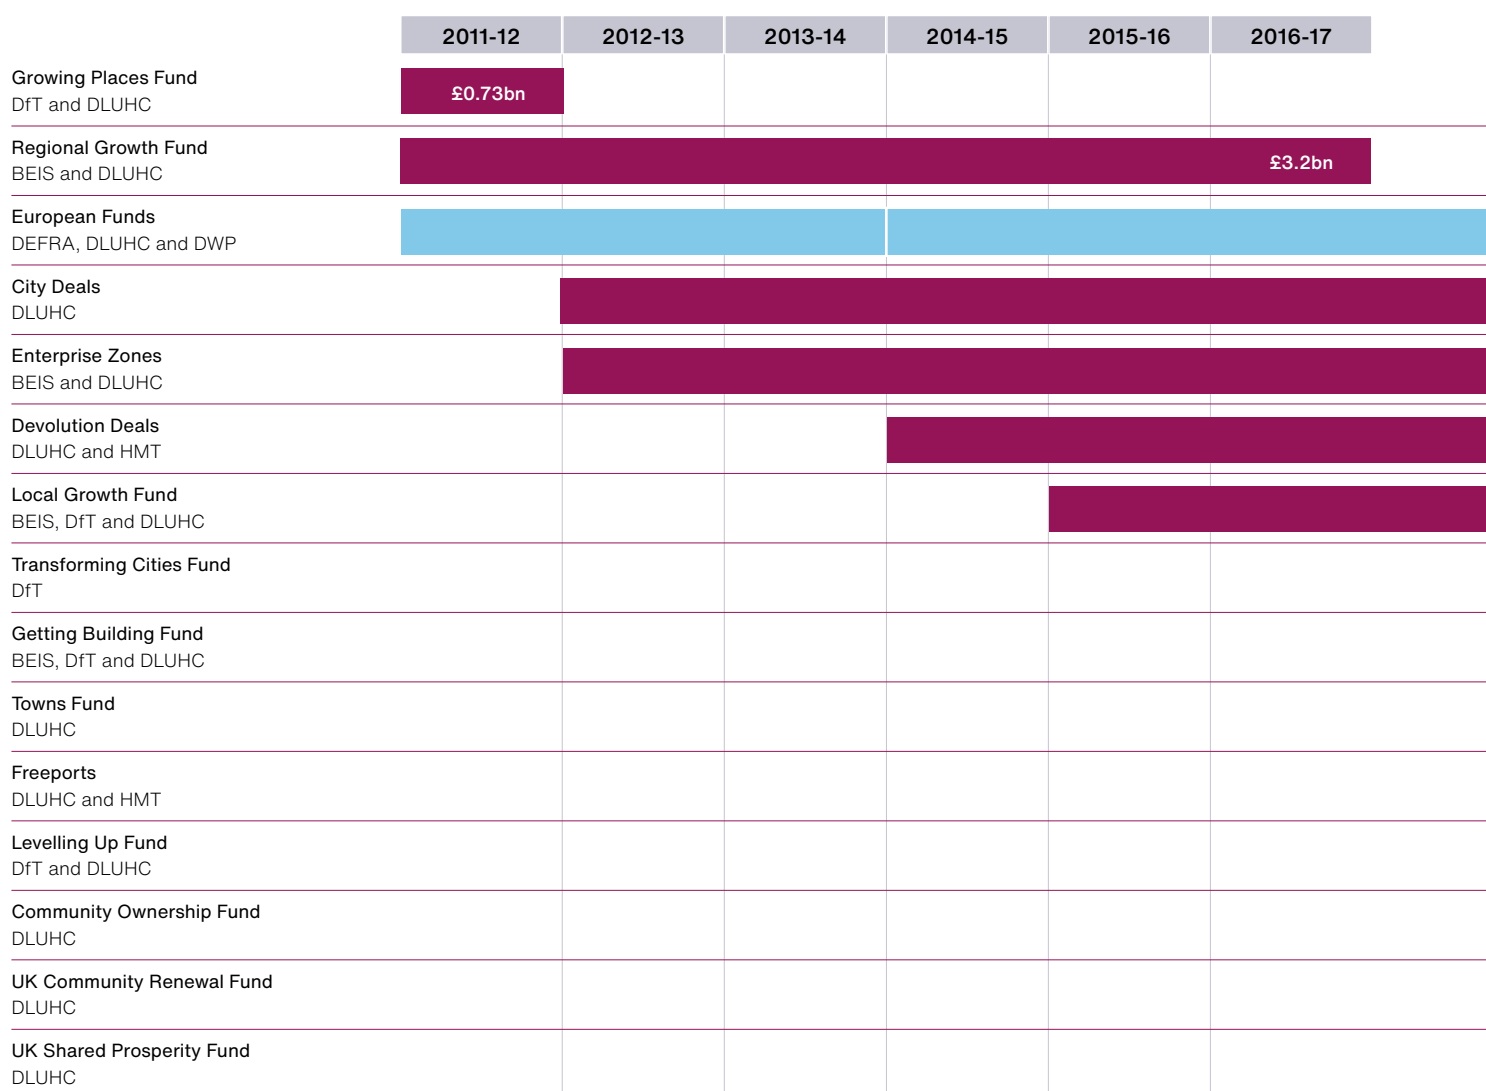 2011-12 2012-13 2013-14 2014-15 2015-16 2016-17
Growing Places Fund
DfT and DLUHC
£0.73bn
Regional Growth Fund
BEIS and DLUHC
£3.2bn
European Funds
DEFRA, DLUHC and DWP
City Deals
DLUHC
Enterprise Zones
BEIS and DLUHC
Devolution Deals
DLUHC and HMT
Local Growth Fund
BEIS, DfT and DLUHC
Transforming Cities Fund
DfT
Getting Building Fund
BEIS, DfT and DLUHC
Towns Fund
DLUHC
Freeports
DLUHC and HMT
Levelling Up Fund
DfT and DLUHC
Community Ownership Fund
DLUHC
UK Community Renewal Fund
DLUHC
UK Shared Prosperity Fund
DLUHC